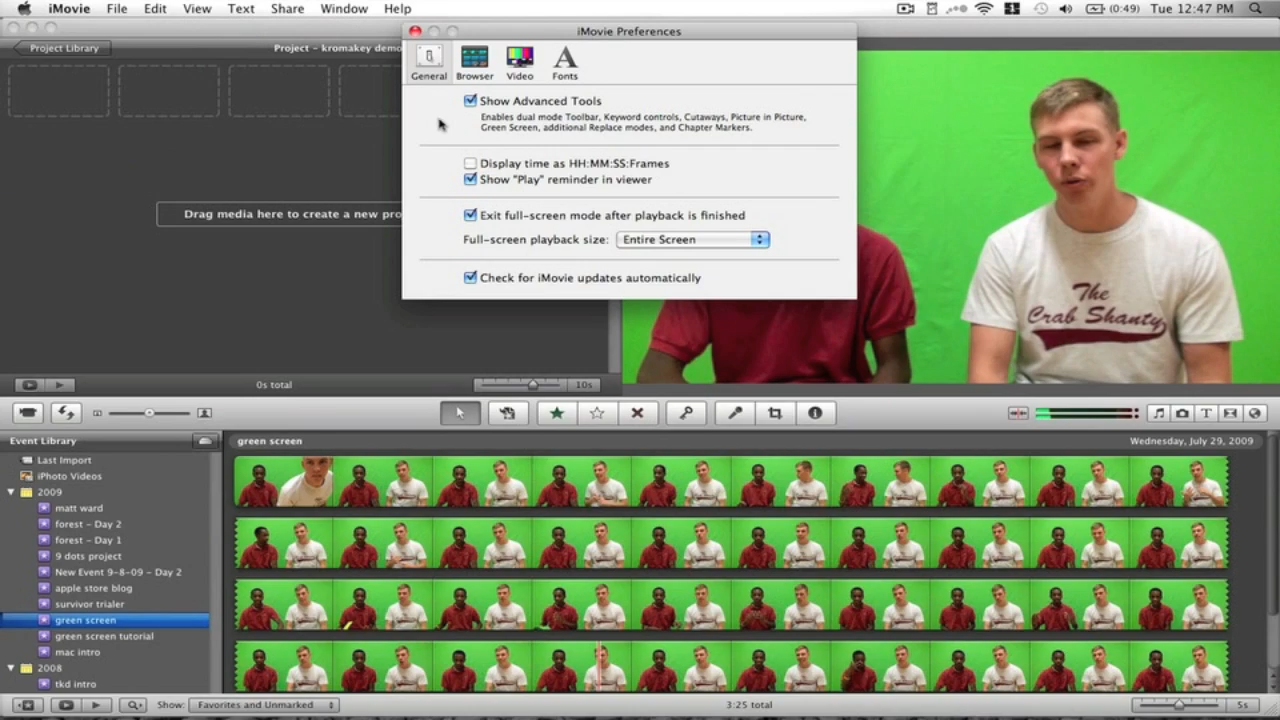 iMovie File Edit View Text Share Window Help (0:49) Tue 12:47 PM
iMovie Preferences
Project Library
Project - kromakey demo
General Browser Video Fonts
Show Advanced Tools
Enables dual mode Toolbar, Keyword controls, Cutaways, Picture in Picture,
Green Screen, additional Replace modes, and Chapter Markers.
Display time as HH:MM:SS:Frames
Show "Play" reminder in viewer
Drag media here to create a new pro
Exit full-screen mode after playback is finished
Full-screen playback size: Entire Screen
Check for iMovie updates automatically
The
Crab Shanty
0s total
10s
Event Library
green screen
Wednesday, July 29, 2009
Last Import
iPhoto Videos
2009
matt ward
forest - Day 2
forest - Day 1
9 dots project
New Event 9-8-09 - Day 2
apple store blog
survivor trialer
green screen
green screen tutorial
mac intro
2008
tkd intro
Show: Favorites and Unmarked
3:25 total
5s